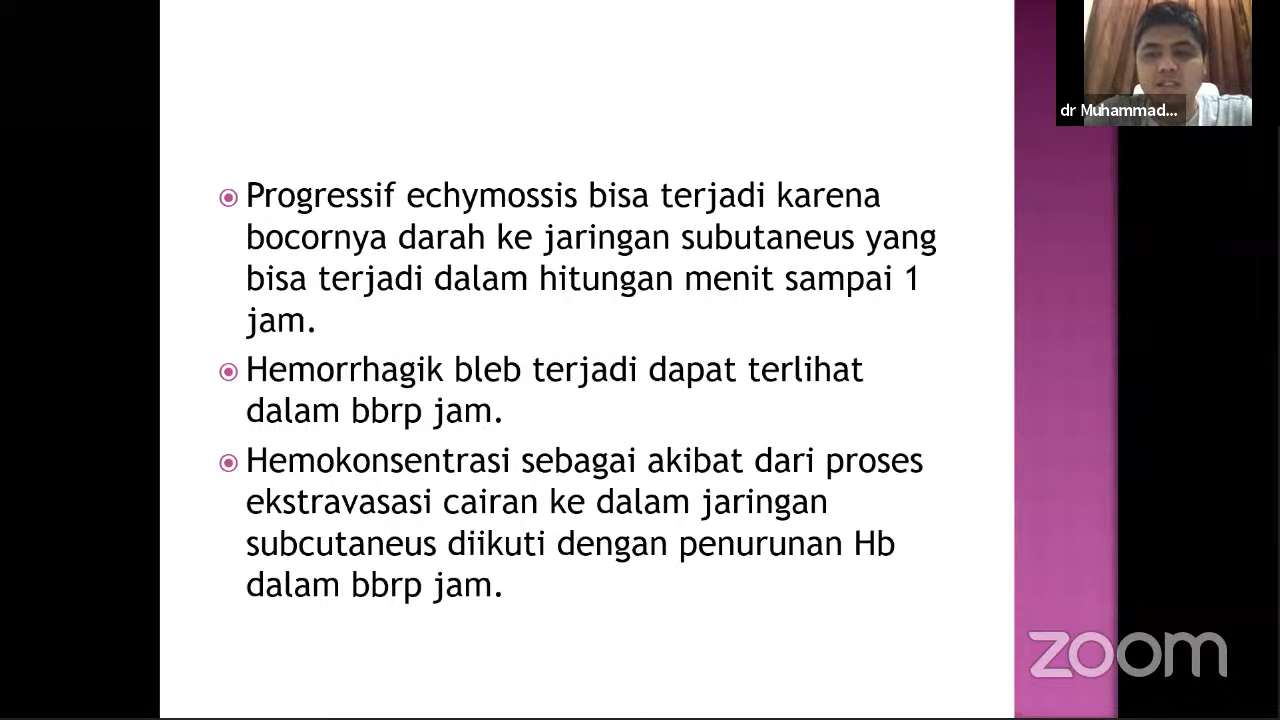 dr Muhammad...
Progressif echymossis bisa terjadi karena
bocornya darah ke jaringan subutaneus yang
bisa terjadi dalam hitungan menit sampai 1
jam.
Hemorrhagik bleb terjadi dapat terlihat
dalam bbrp jam.
Hemokonsentrasi sebagai akibat dari proses
ekstravasasi cairan ke dalam jaringan
subcutaneus diikuti dengan penurunan Hb
dalam bbrp jam.
zoom